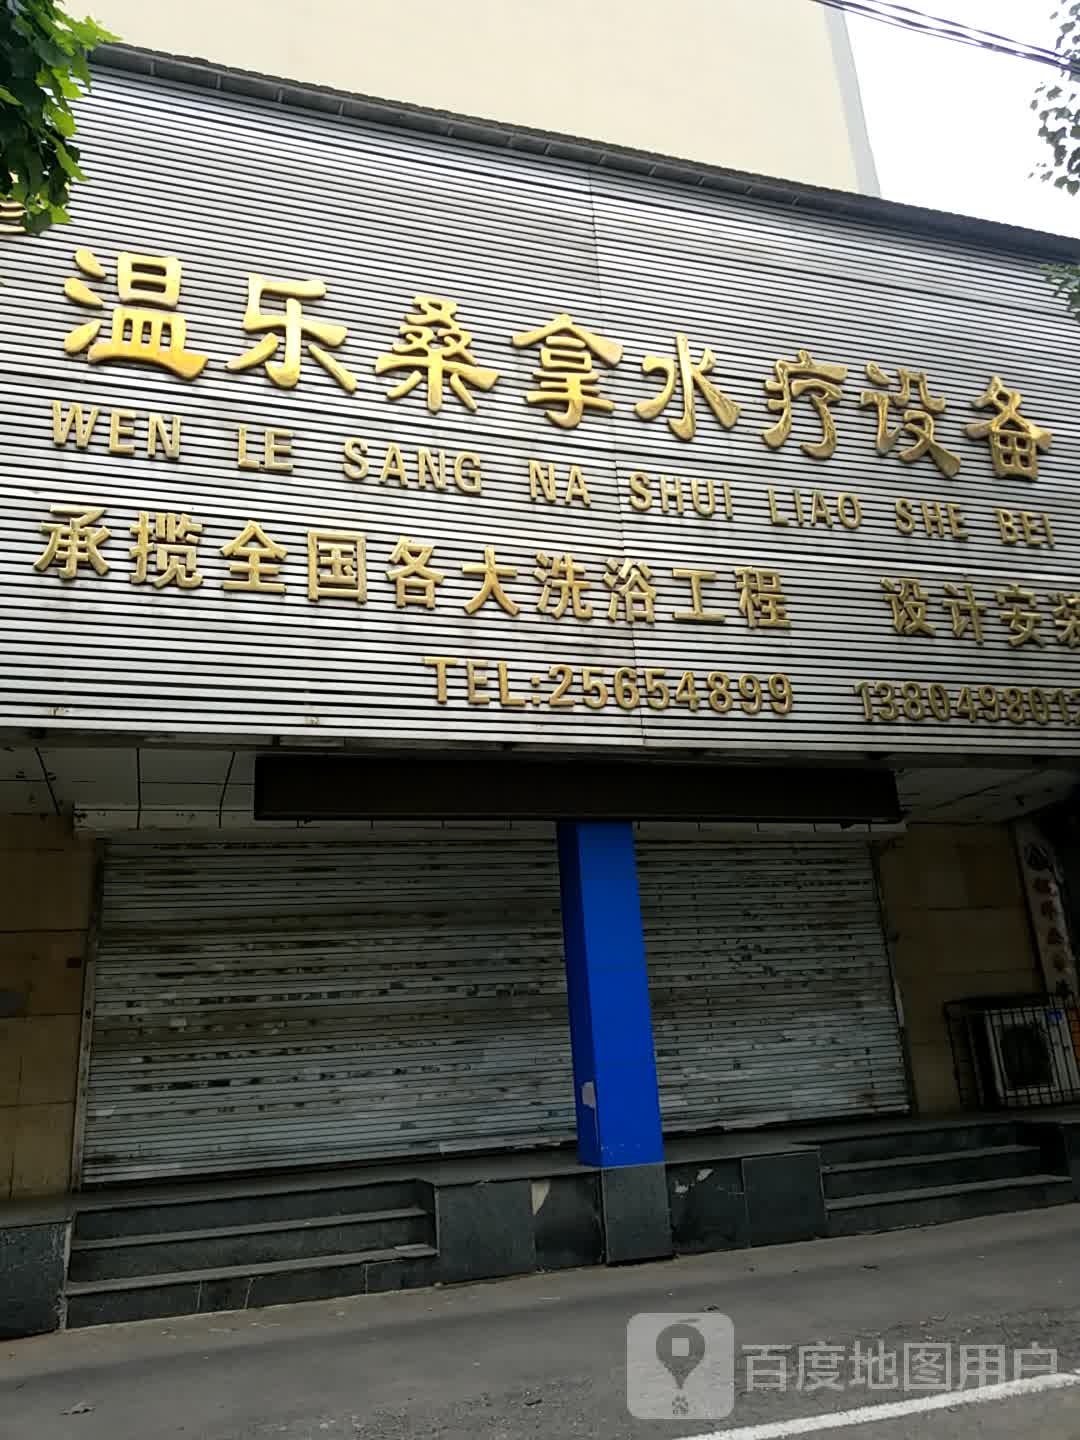 温乐桑拿水疗设备
WEN LE SANG NA SHUI LIAO SHE BEI
承揽全国各大洗浴工程 设计安装
TEL:25654899 1380498017
百度地图用户